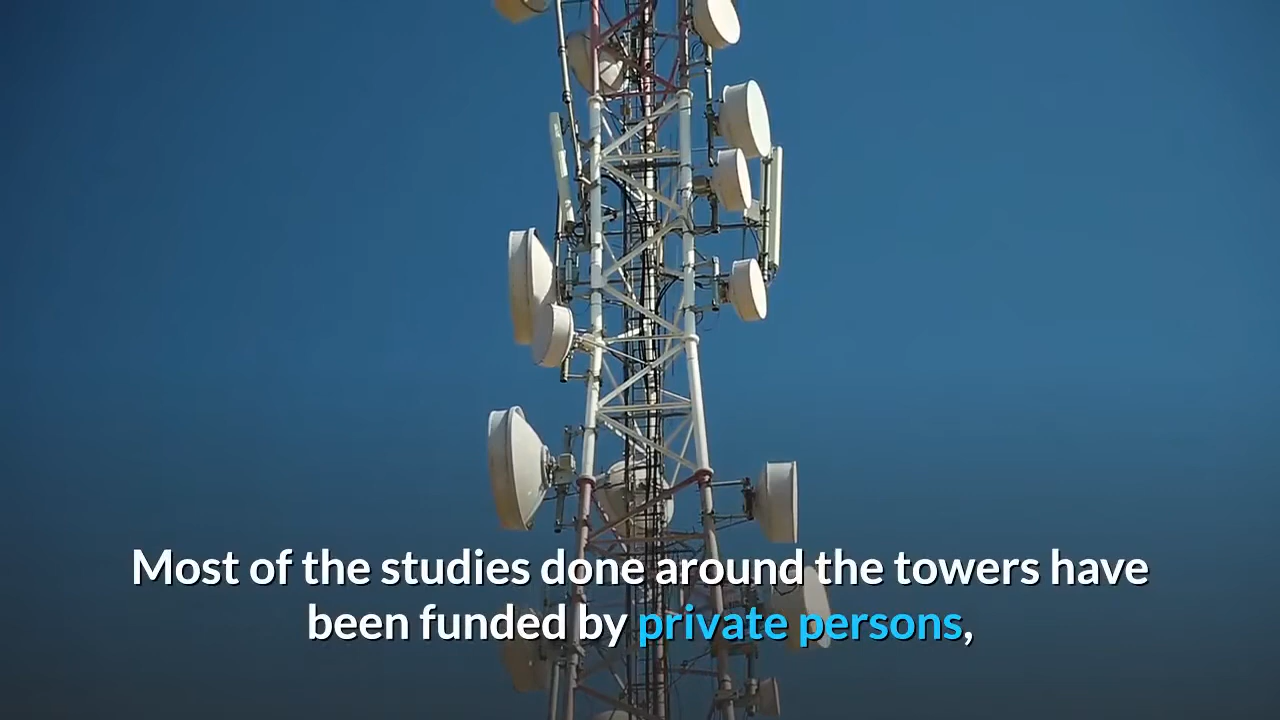 Most of the studies done around the towers have
been funded by private persons,